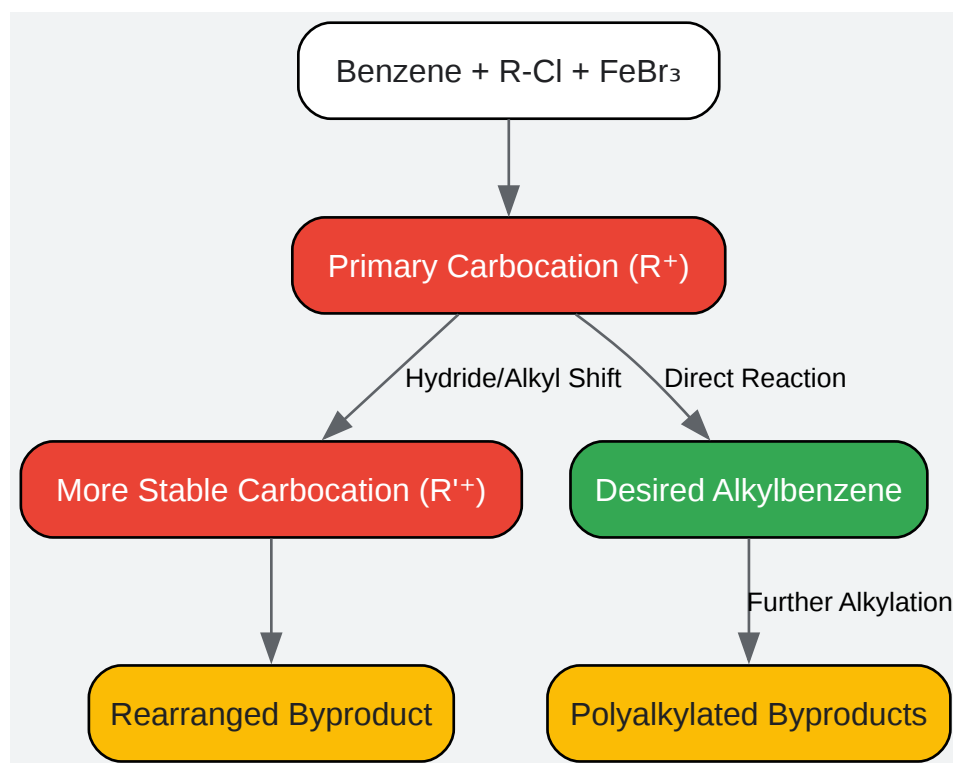 Benzene + R-Cl + FeBr₃
Primary Carbocation (R⁺)
Hydride/Alkyl Shift
Direct Reaction
More Stable Carbocation (R'⁺)
Desired Alkylbenzene
Further Alkylation
Rearranged Byproduct
Polyalkylated Byproducts